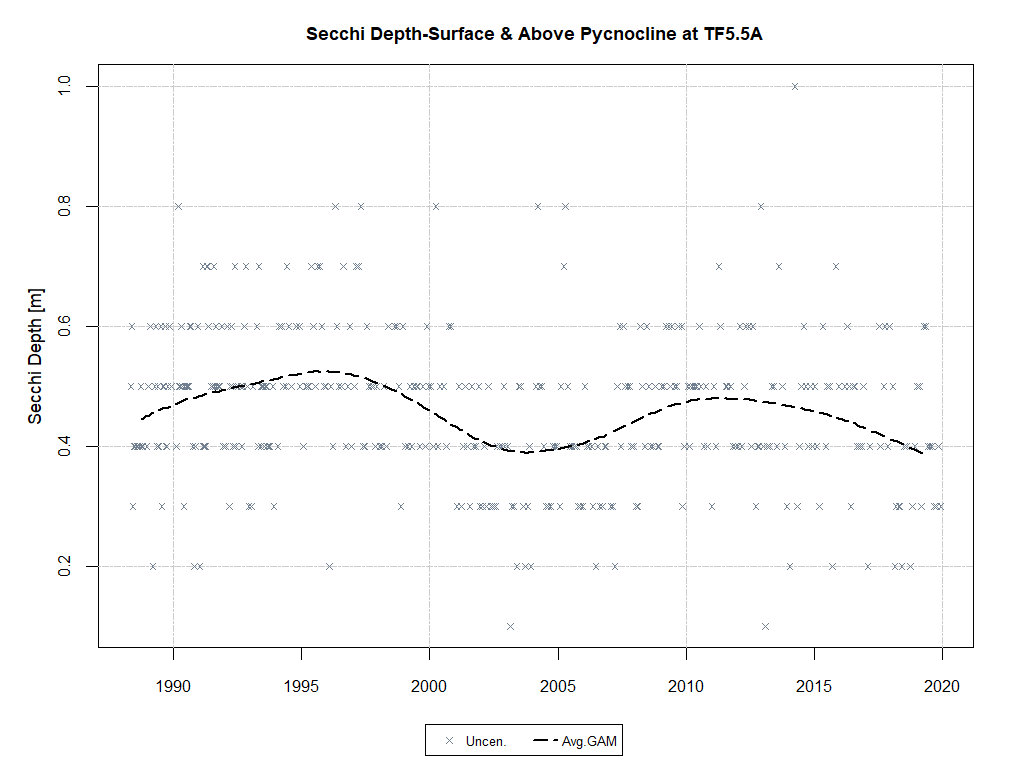 Secchi Depth-Surface & Above Pycnocline at TF5.5A
Secchi Depth [m]
1.0
0.8
0.6
0.4
0.2
1990 1995 2000 2005 2010 2015 2020
Uncen. Avg.GAM